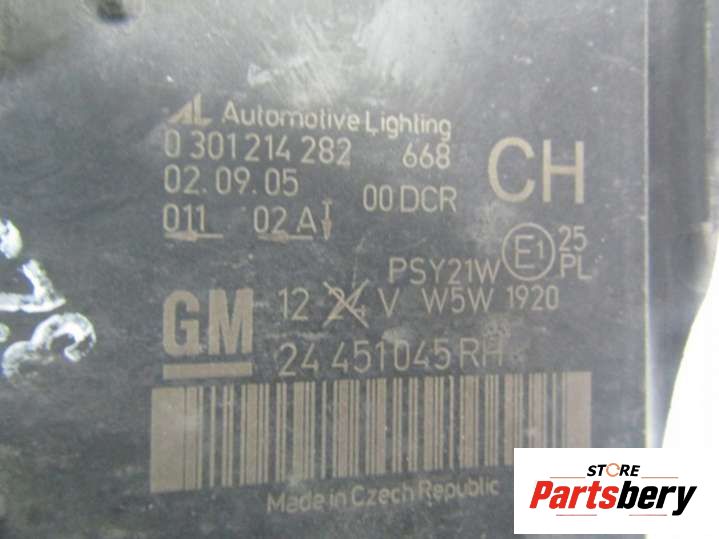 AL Automotive Lighting
0 301 214 282 668
CH
02.09.05 00 DCR
011 02 A
E1 25
PSY21W PL
12 24 V W5W 1920
GM
24 451045 RH
Made in Czech Republic
STORE
Partsbery